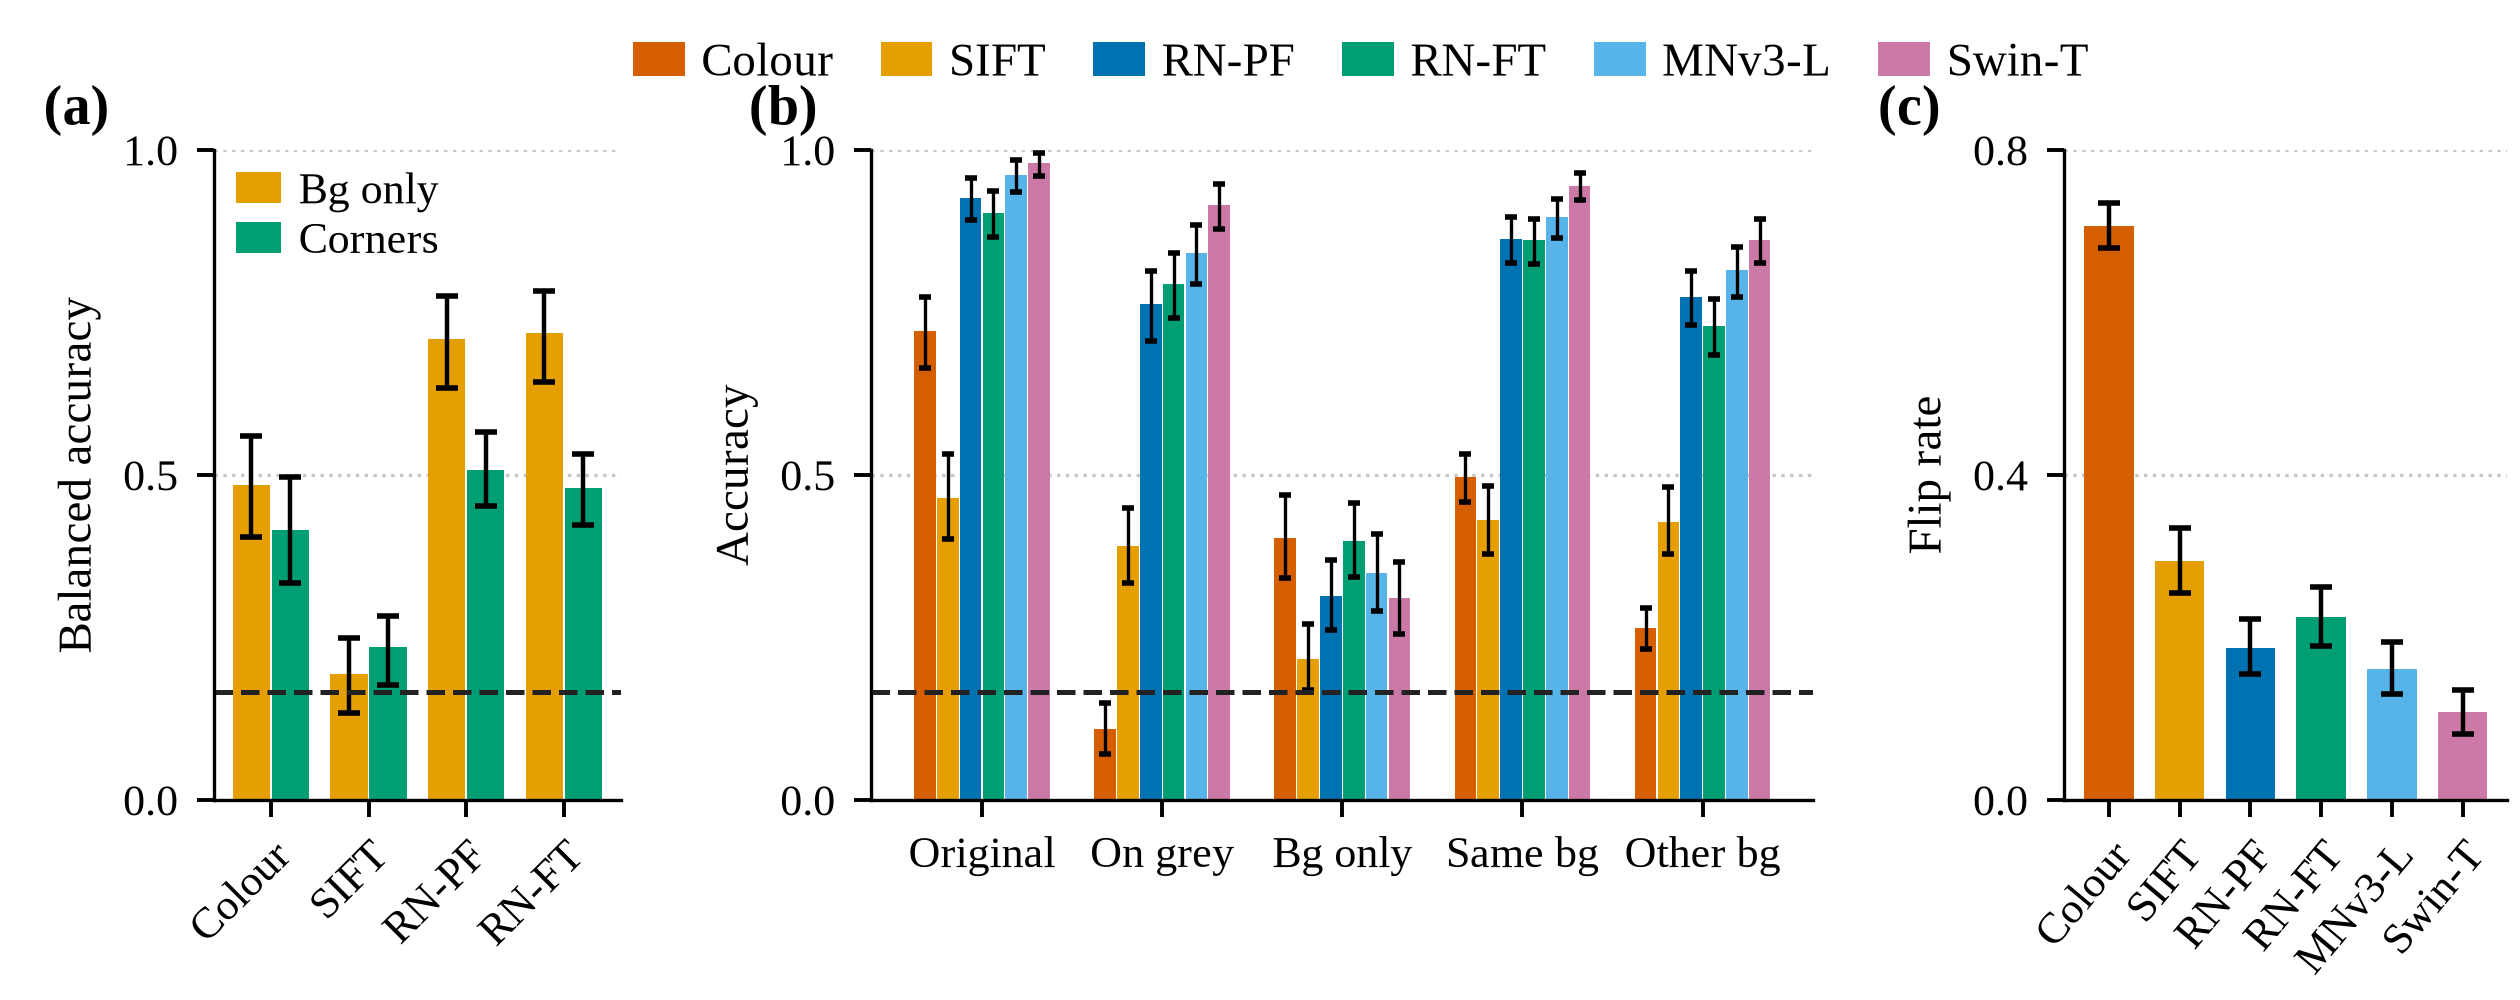 Colour SIFT RN-PF RN-FT MNv3-L Swin-T
(a)
Balanced accuracy
1.0
0.5
0.0
Bg only
Corners
Colour SIFT RN-PF RN-FT
(b)
Accuracy
1.0
0.5
0.0
Original On grey Bg only Same bg Other bg
(c)
Flip rate
0.8
0.4
0.0
Colour SIFT RN-PF RN-FT MNv3-L Swin-T